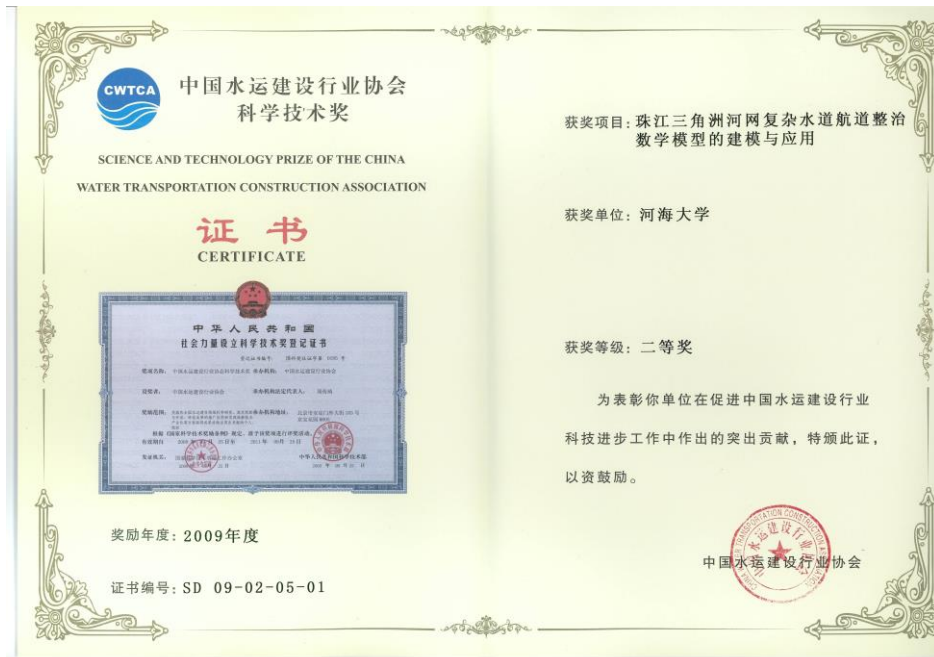 CWTCA
中国水运建设行业协会
科学技术奖
SCIENCE AND TECHNOLOGY PRIZE OF THE CHINA
WATER TRANSPORTATION CONSTRUCTION ASSOCIATION
证 书
CERTIFICATE
中华人民共和国
社会力量设立科学技术奖登记证书
奖励年度: 2009年度
证书编号: SD 09-02-05-01
获奖项目: 珠江三角洲河网复杂水道航道整治
数学模型的建模与应用
获奖单位: 河海大学
获奖等级: 二等奖
为表彰你单位在促进中国水运建设行业
科技进步工作中作出的突出贡献，特颁此证，
以资鼓励。
中国水运建设行业协会